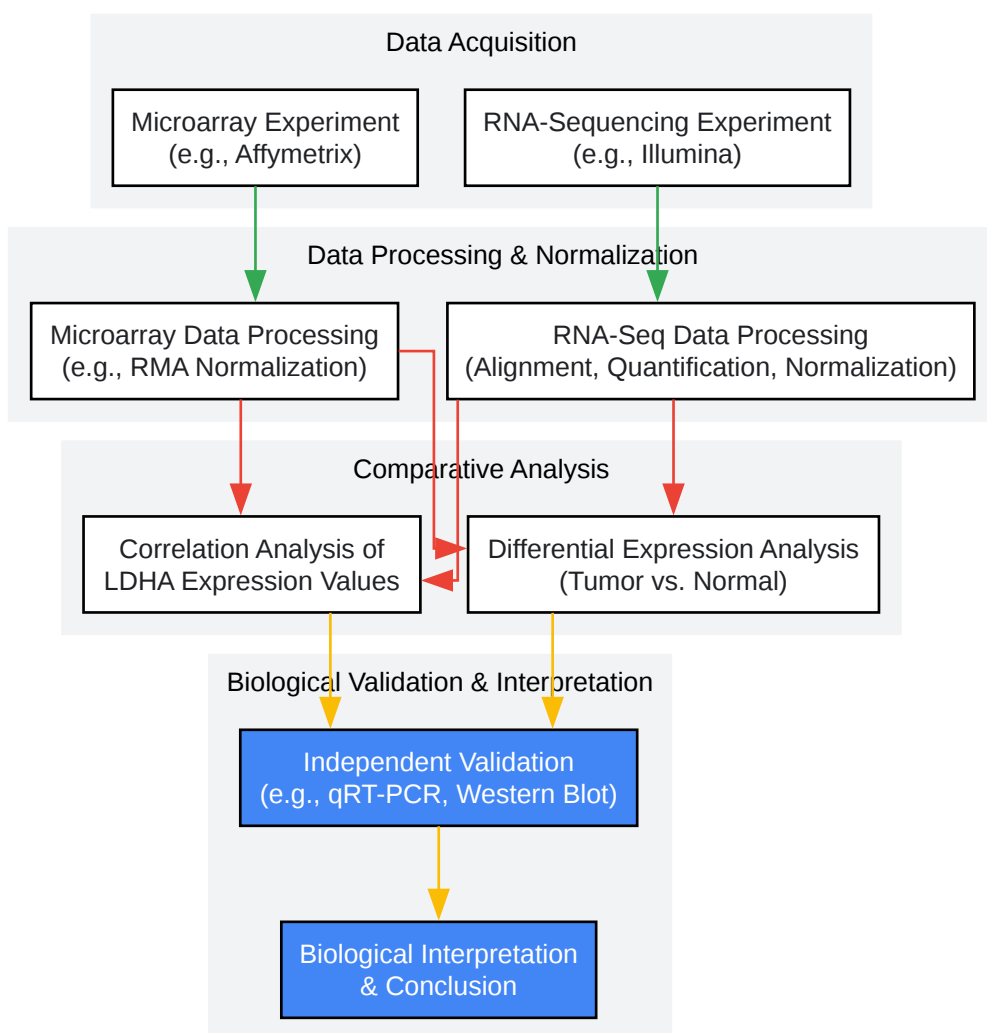 Data Acquisition
Microarray Experiment
(e.g., Affymetrix)
RNA-Sequencing Experiment
(e.g., Illumina)
Data Processing & Normalization
Microarray Data Processing
(e.g., RMA Normalization)
RNA-Seq Data Processing
(Alignment, Quantification, Normalization)
Comparative Analysis
Correlation Analysis of
LDHA Expression Values
Differential Expression Analysis
(Tumor vs. Normal)
Biological Validation & Interpretation
Independent Validation
(e.g., qRT-PCR, Western Blot)
Biological Interpretation
& Conclusion